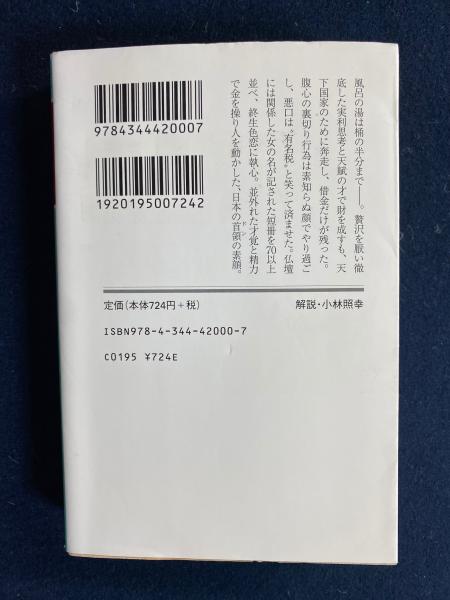 風呂の湯は桶の半分まで――。贅沢を厭い徹
底した実利思考と天賦の才で財を成すも、天
下国家のために奔走し、借金だけが残った。
腹心の裏切り行為は素知らぬ顔でやり過ご
し、悪口は“有名税”と笑って済ませた。仏壇
には関係した女の名が記された短冊を70以上
並べ、終生色恋に執心。並外れた才覚と精力
で金を操り人を動かした、日本の首領の素顔。
ドン
9784344420007
1920195007242
定価(本体724円+税)
解説・小林照幸
ISBN978-4-344-42000-7
C0195 ¥724E